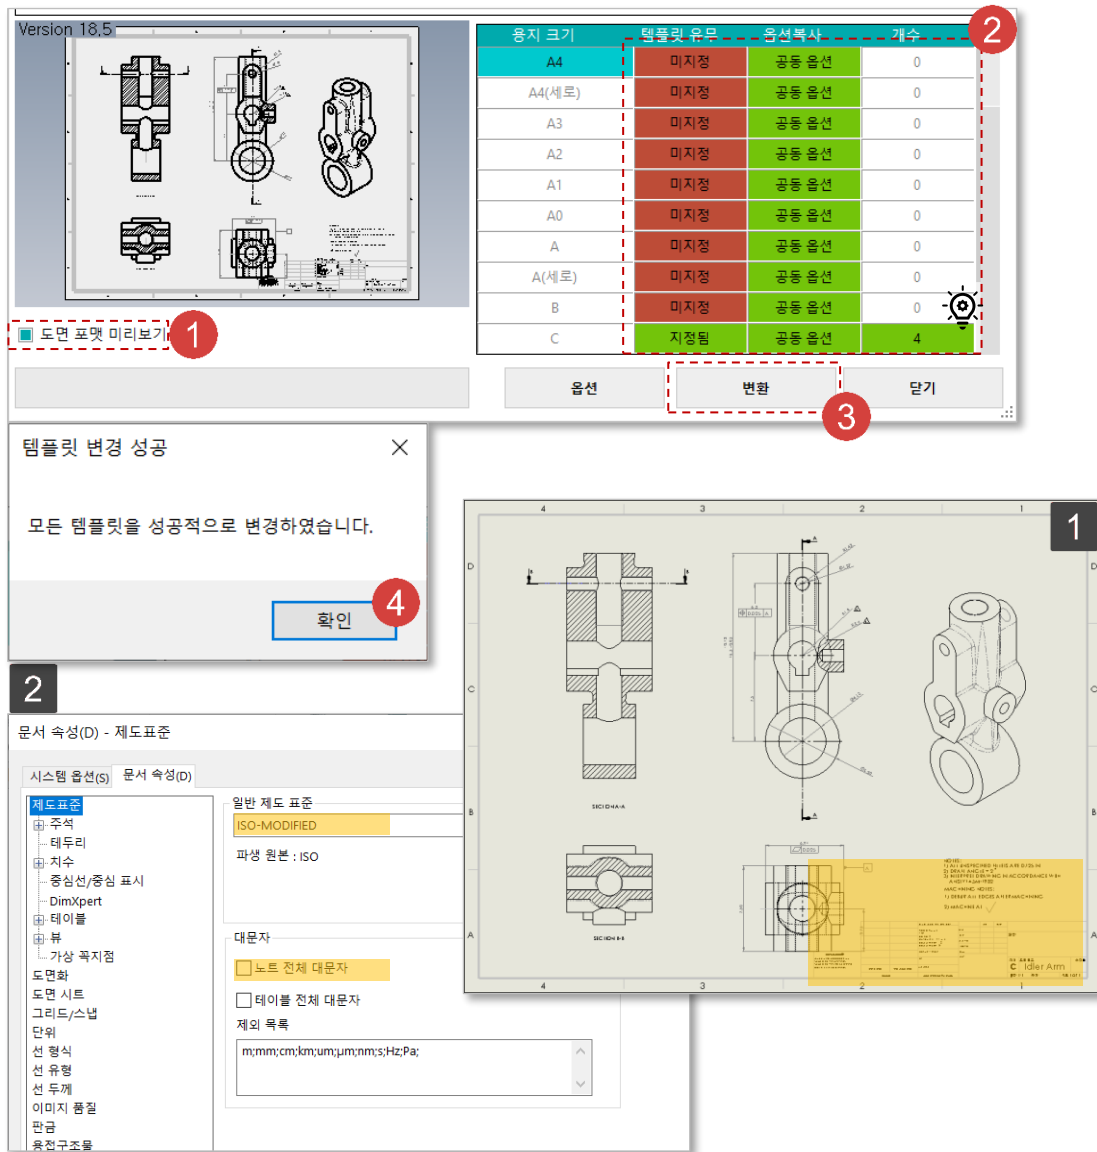 Version 18,5
용지 크기 템플릿 유무 옵션복사 개수
2
A4 미지정 공동 옵션 0
A4(세로) 미지정 공동 옵션 0
A3 미지정 공동 옵션 0
A2 미지정 공동 옵션 0
A1 미지정 공동 옵션 0
A0 미지정 공동 옵션 0
A 미지정 공동 옵션 0
A(세로) 미지정 공동 옵션 0
B 미지정 공동 옵션 0
C 지정됨 공동 옵션 4
도면 포맷 미리보기
1
옵션 변환 닫기
3
템플릿 변경 성공
모든 템플릿을 성공적으로 변경하였습니다.
확인
4
1
4 3 2 1
D D
C C
B B
A A
4 3 2 1
A
A
B B
SECTION A-A
SECTION B-B
NOTES:
MACHINING NOTES:
C Idler Arm
2
문서 속성(D) - 제도표준
시스템 옵션(S) 문서 속성(D)
제도표준
주석
테두리
치수
중심선/중심 표시
DimXpert
테이블
뷰
가상 꼭지점
도면화
도면 시트
그리드/스냅
단위
선 형식
선 유형
선 두께
이미지 품질
판금
용접구조물
일반 제도 표준
ISO-MODIFIED
파생 원본 : ISO
대문자
노트 전체 대문자
테이블 전체 대문자
제외 목록
m;mm;cm;km;um;µm;nm;s;Hz;Pa;